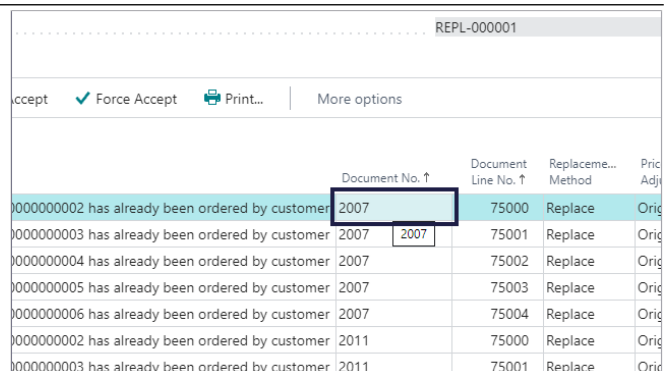 REPL-000001
Accept Force Accept Print... More options
Document No. ↑ Document Line No. ↑ Replaceme... Method Pric Adju
0000000002 has already been ordered by customer 2007 75000 Replace Orig
0000000003 has already been ordered by customer 2007 2007 75001 Replace Orig
0000000004 has already been ordered by customer 2007 75002 Replace Orig
0000000005 has already been ordered by customer 2007 75003 Replace Orig
0000000006 has already been ordered by customer 2007 75004 Replace Orig
0000000002 has already been ordered by customer 2011 75000 Replace Orig
0000000003 has already been ordered by customer 2011 75001 Replace Orig